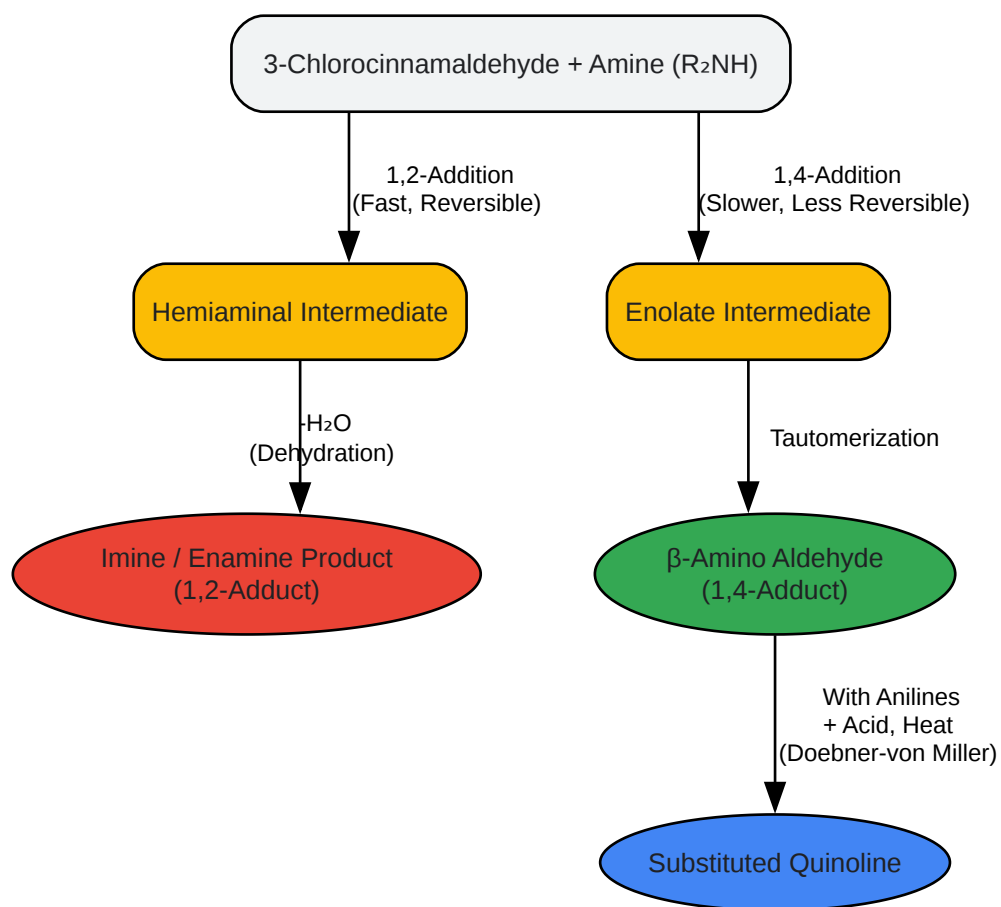 3-Chlorocinnamaldehyde + Amine (R₂NH)
1,2-Addition
(Fast, Reversible)
1,4-Addition
(Slower, Less Reversible)
Hemiaminal Intermediate
Enolate Intermediate
-H₂O
(Dehydration)
Tautomerization
Imine / Enamine Product
(1,2-Adduct)
β-Amino Aldehyde
(1,4-Adduct)
With Anilines
+ Acid, Heat
(Doebner-von Miller)
Substituted Quinoline